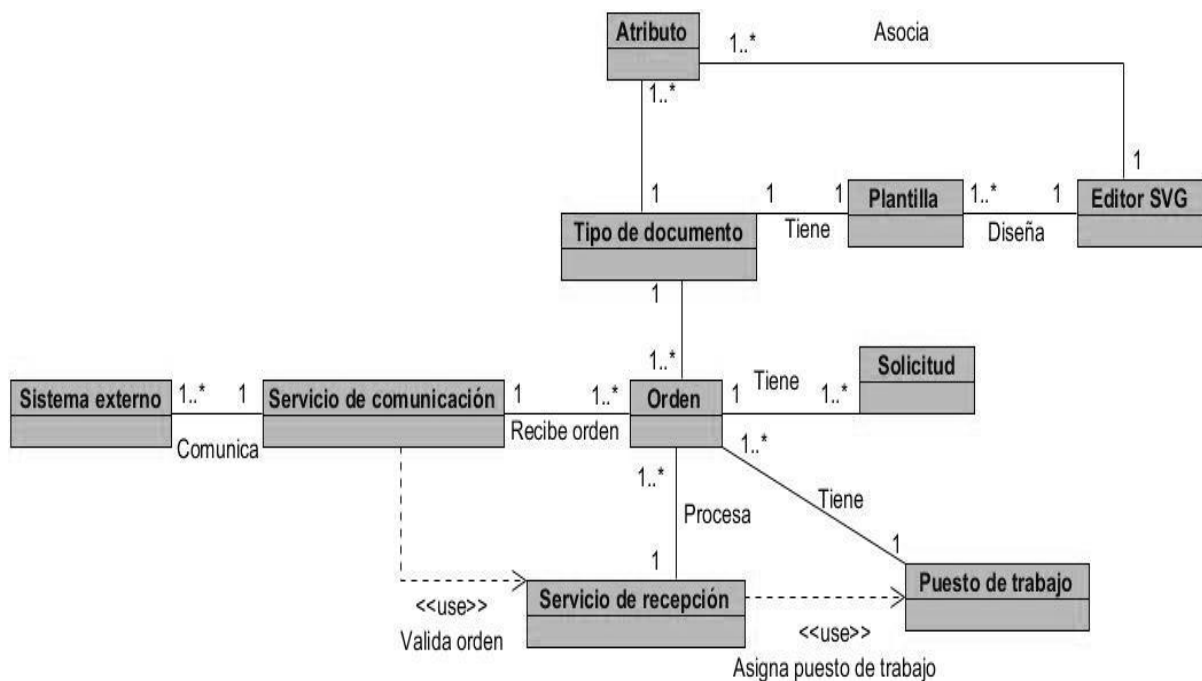 Atributo
1..*
Asocia
1..*
1
1
1
1
Plantilla
1..*
1
Editor SVG
Tipo de documento
Tiene
Diseña
1
1..*
Solicitud
Sistema externo
1..*
1
Servicio de comunicación
1
1..*
Orden
1
Tiene
1..*
Comunica
Recibe orden
1..*
1..*
Tiene
Procesa
1
1
Servicio de recepción
Puesto de trabajo
<<use>>
Valida orden
<<use>>
Asigna puesto de trabajo